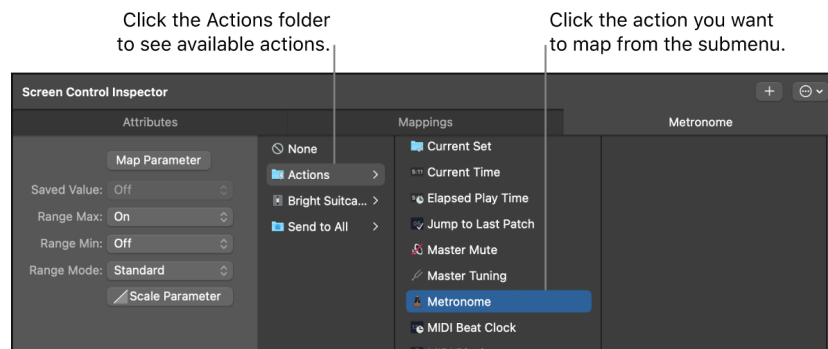 Click the Actions folder
to see available actions.
Click the action you want
to map from the submenu.
Screen Control Inspector
Attributes
Mappings
Metronome
Map Parameter
Saved Value: Off
Range Max: On
Range Min: Off
Range Mode: Standard
Scale Parameter
None
Actions
Bright Suitca...
Send to All
Current Set
Current Time
Elapsed Play Time
Jump to Last Patch
Master Mute
Master Tuning
Metronome
MIDI Beat Clock